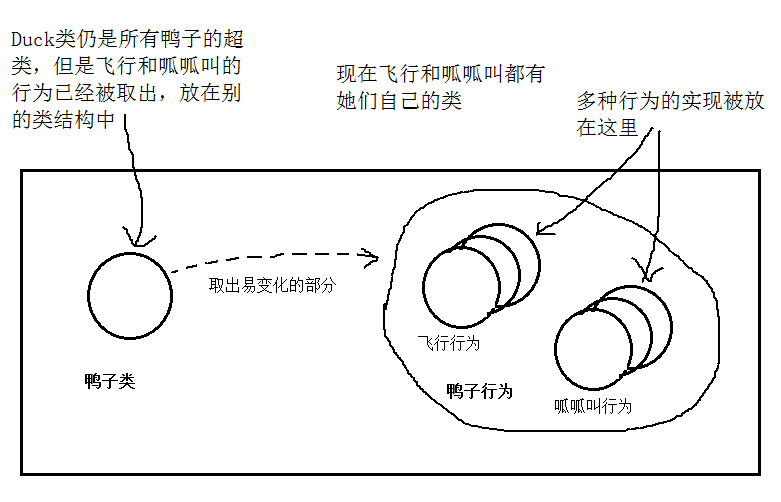 Duck类仍是所有鸭子的超
类，但是飞行和呱呱叫的
行为已经被取出，放在别
的类结构中
现在飞行和呱呱叫都有
她们自己的类
多种行为的实现被放
在这里
取出易变化的部分
飞行行为
鸭子类
鸭子行为
呱呱叫行为